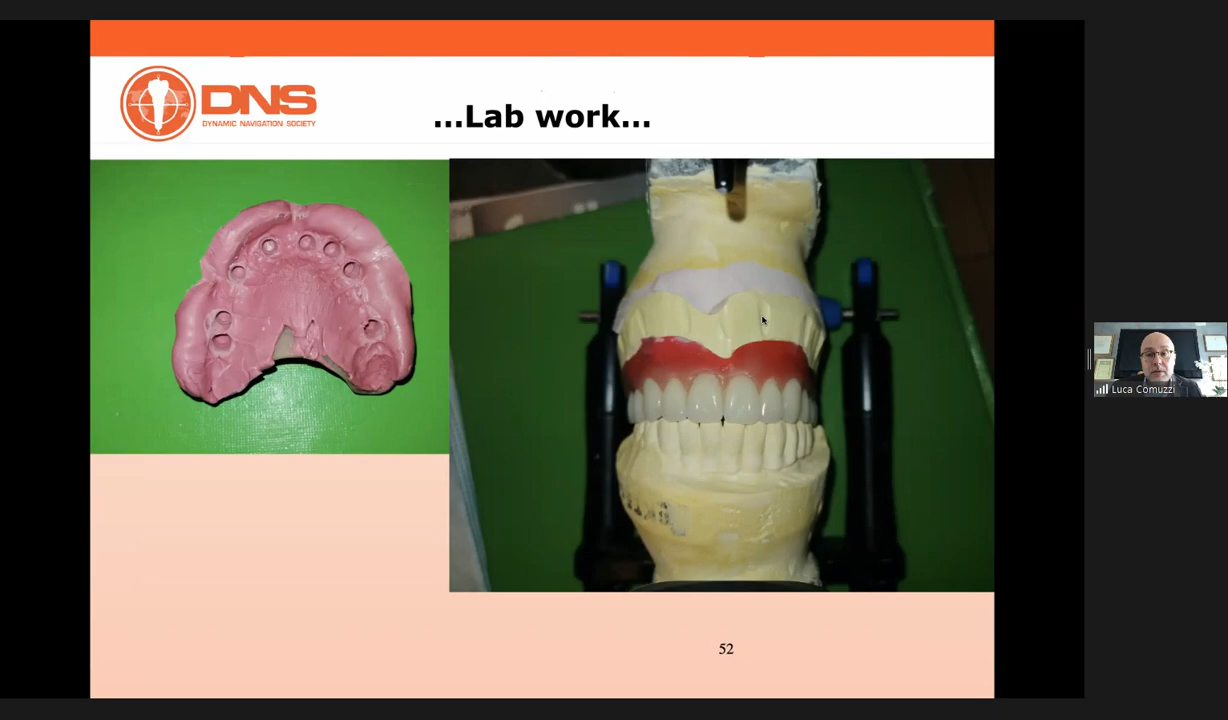 DNS
DYNAMIC NAVIGATION SOCIETY
...Lab work...
Luca Comuzzi
52